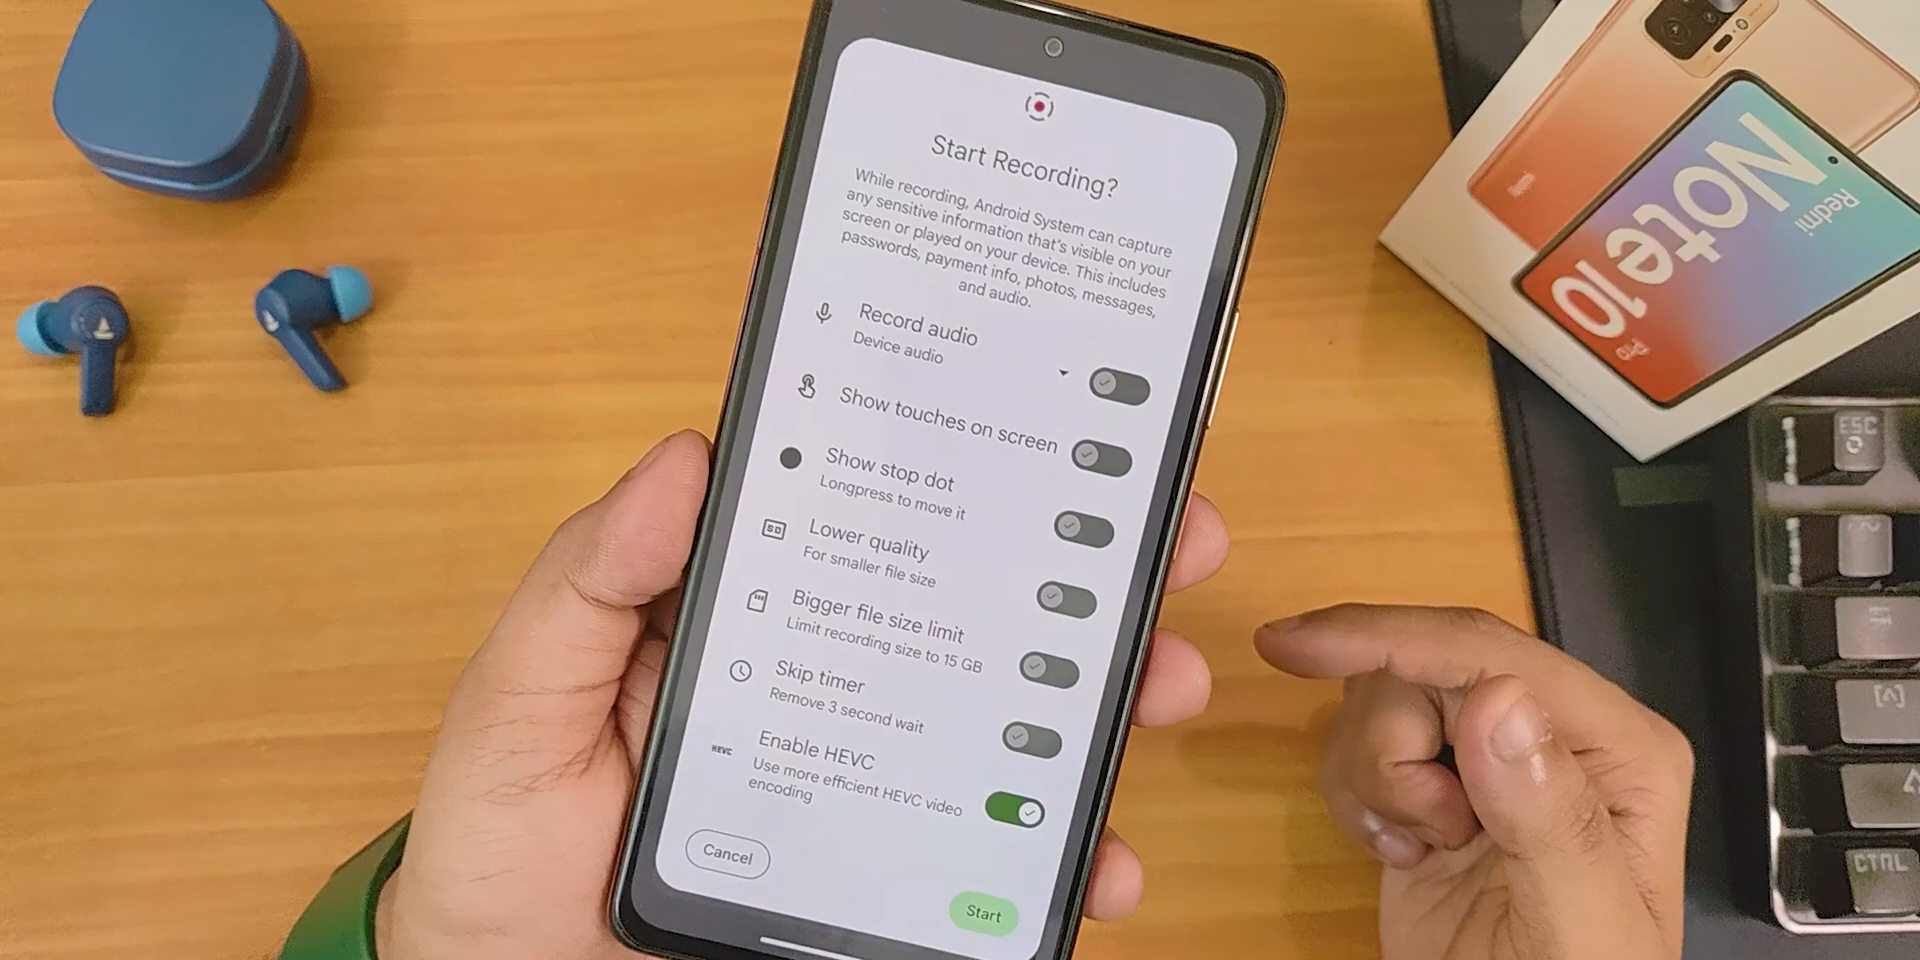 Start Recording?
While recording, Android System can capture
any sensitive information that's visible on your
screen or played on your device. This includes
passwords, payment info, photos, messages,
and audio.
Record audio
Device audio
Show touches on screen
Show stop dot
Longpress to move it
SD
Lower quality
For smaller file size
Bigger file size limit
Limit recording size to 15 GB
Skip timer
Remove 3 second wait
HEVC
Enable HEVC
Use more efficient HEVC video
encoding
Cancel
Start
Redmi
Note 10
Pro
Redmi
ESC
CTRL